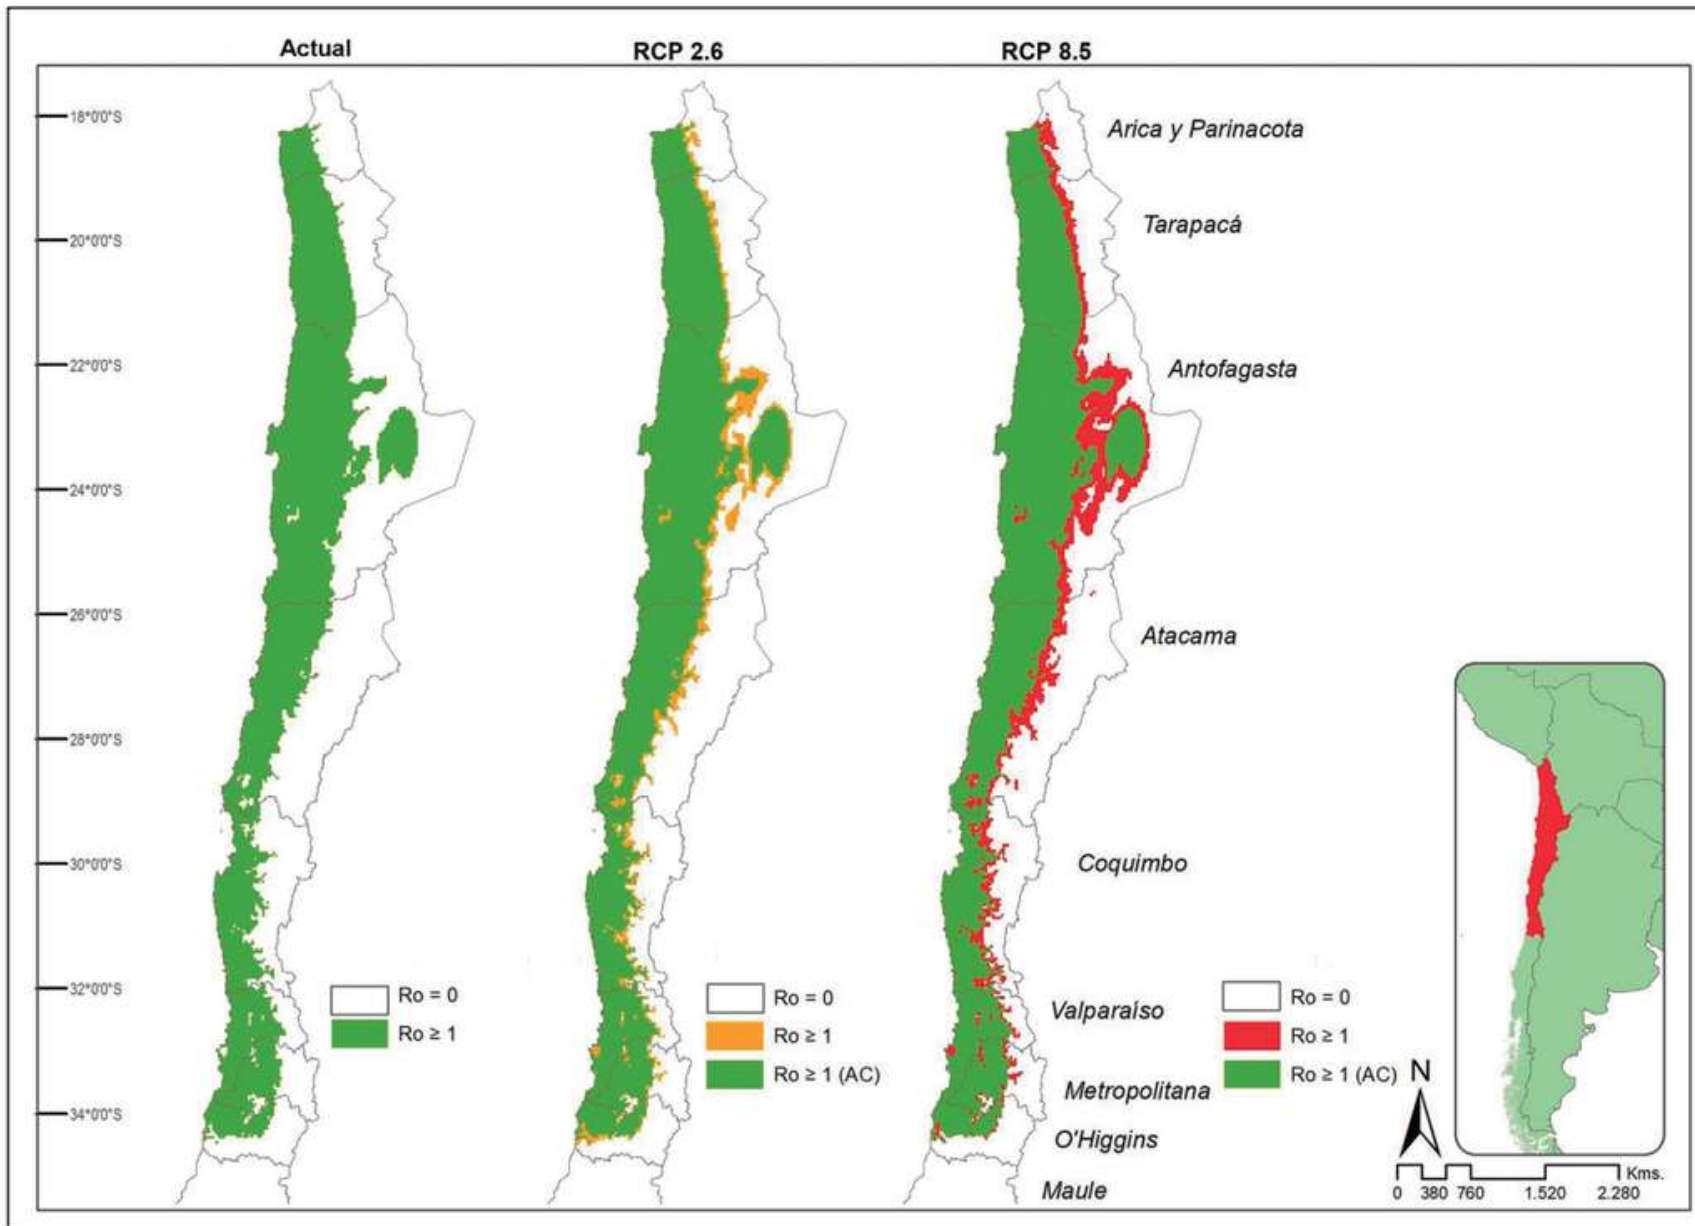 Actual
RCP 2.6
RCP 8.5
18°0'0"S
20°0'0"S
22°0'0"S
24°0'0"S
26°0'0"S
28°0'0"S
30°0'0"S
32°0'0"S
34°0'0"S
Arica y Parinacota
Tarapacá
Antofagasta
Atacama
Coquimbo
Valparaíso
Metropolitana
O'Higgins
Maule
Ro = 0
Ro ≥ 1
Ro = 0
Ro ≥ 1
Ro ≥ 1 (AC)
Ro = 0
Ro ≥ 1
Ro ≥ 1 (AC)
N
Kms.
0 380 760 1.520 2.280